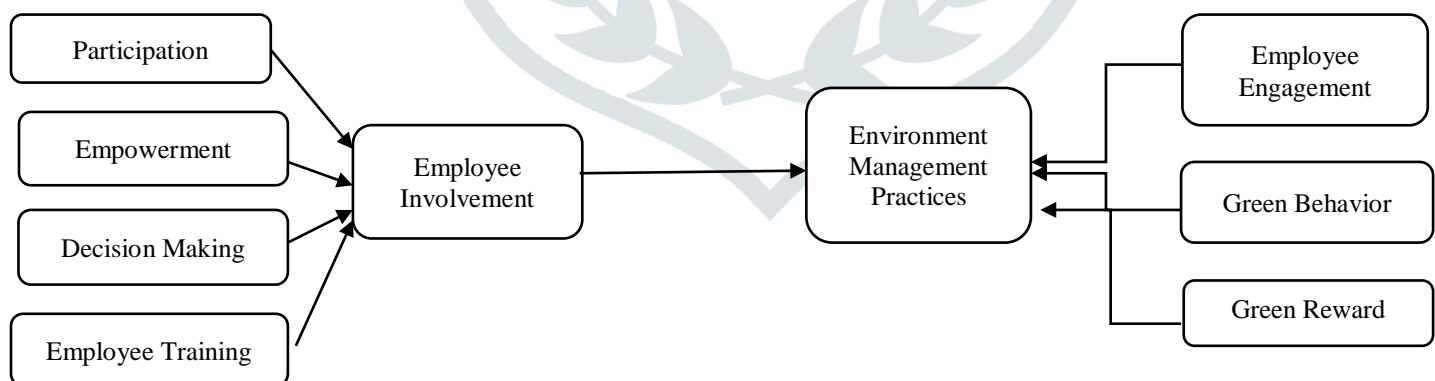 Participation
Empowerment
Decision Making
Employee Training
Employee
Involvement
Environment
Management
Practices
Employee
Engagement
Green Behavior
Green Reward